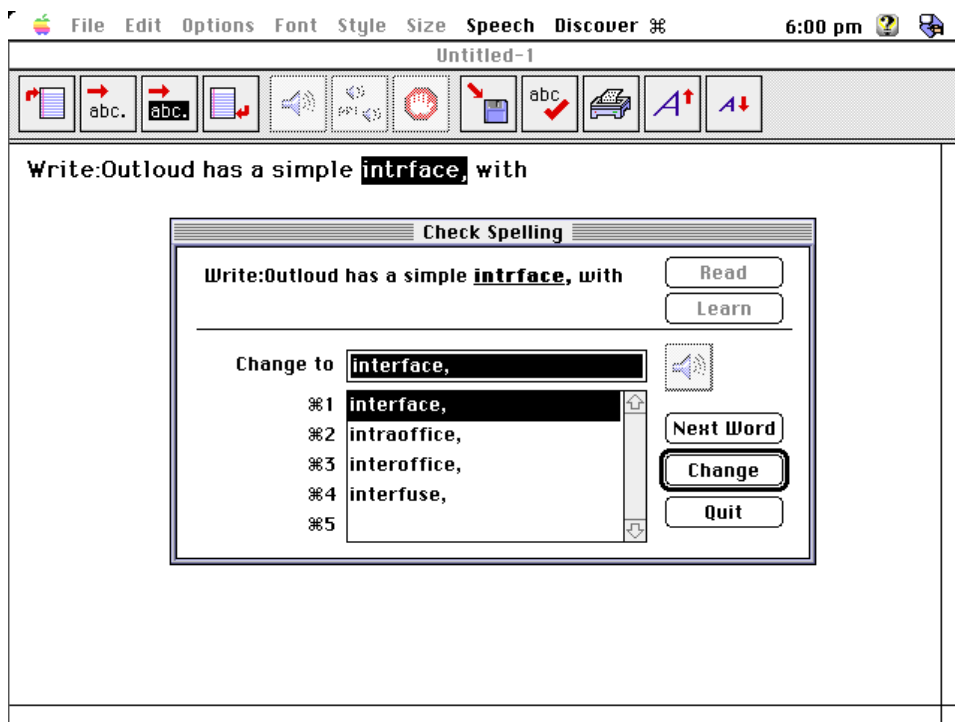 File Edit Options Font Style Size Speech Discover ⌘ 6:00 pm
Untitled-1
abc. abc. abc A A
Write:Outloud has a simple intrface, with
Check Spelling
Write:Outloud has a simple intrface, with
Read
Learn
Change to interface,
⌘1 interface,
⌘2 intraoffice,
⌘3 interoffice,
⌘4 interfuse,
⌘5
Next Word
Change
Quit